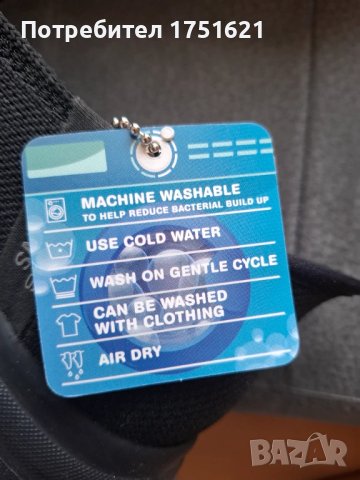 Потребител 1751621
MACHINE WASHABLE
TO HELP REDUCE BACTERIAL BUILD UP
USE COLD WATER
WASH ON GENTLE CYCLE
CAN BE WASHED
WITH CLOTHING
AIR DRY
BAZAR